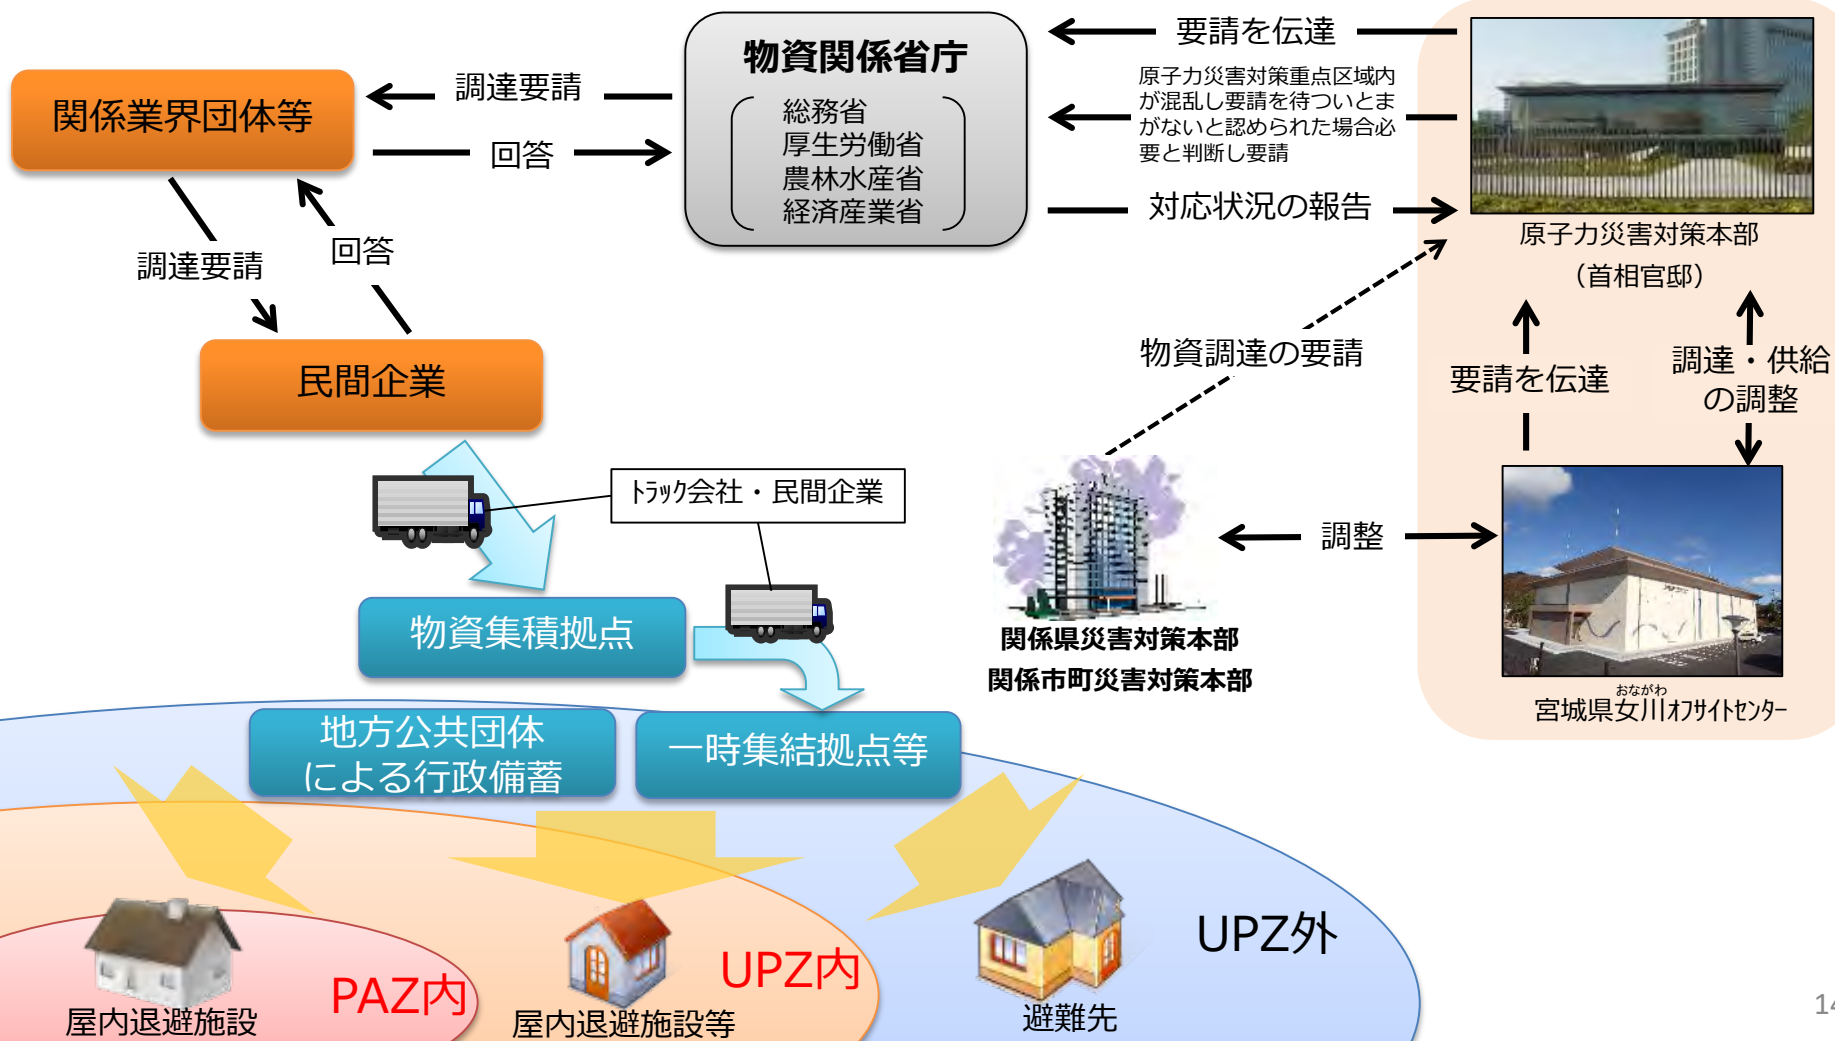 物資関係省庁
総務省
厚生労働省
農林水産省
経済産業省
関係業界団体等
調達要請
回答
要請を伝達
原子力災害対策重点区域内
が混乱し要請を待ついとま
がないと認められた場合必
要と判断し要請
対応状況の報告
原子力災害対策本部
（首相官邸）
調達要請
回答
民間企業
物資調達の要請
要請を伝達
調達・供給
の調整
ﾄﾗｯｸ会社・民間企業
調整
物資集積拠点
関係県災害対策本部
関係市町災害対策本部
おながわ
宮城県女川ｵﾌｻｲﾄｾﾝﾀｰ
地方公共団体
による行政備蓄
一時集結拠点等
UPZ外
UPZ内
PAZ内
屋内退避施設
屋内退避施設等
避難先
14